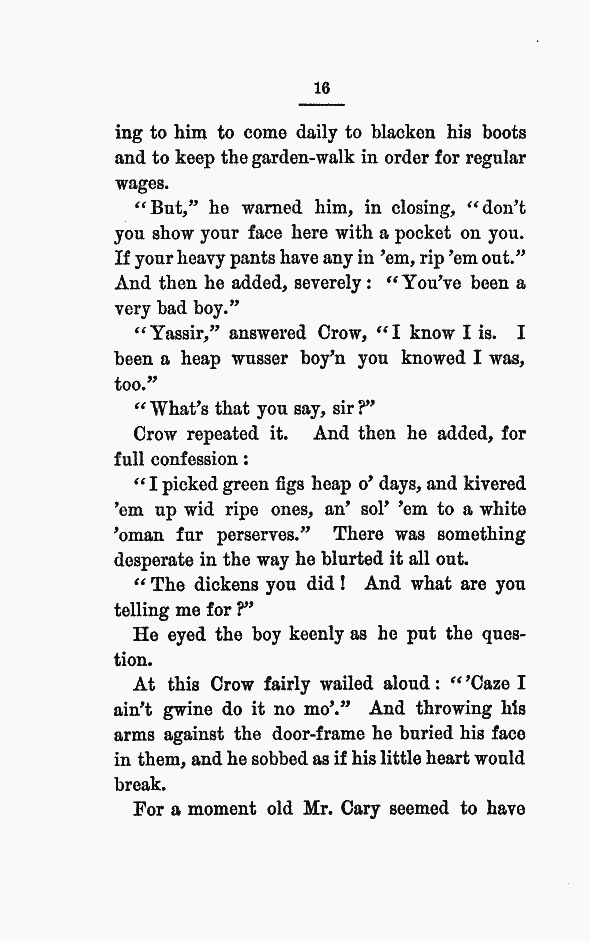 16
ing to him to come daily to blacken his boots
and to keep the garden-walk in order for regular
wages.
“But,” he warned him, in closing, “don’t
you show your face here with a pocket on you.
If your heavy pants have any in ’em, rip ’em out.”
And then he added, severely: “You’ve been a
very bad boy.”
“Yassir,” answered Crow, “I know I is. I
been a heap wusser boy’n you knowed I was,
too.”
“What’s that you say, sir?”
Crow repeated it. And then he added, for
full confession:
“I picked green figs heap o’ days, and kivered
’em up wid ripe ones, an’ sol’ ’em to a white
’oman fur perserves.” There was something
desperate in the way he blurted it all out.
“The dickens you did! And what are you
telling me for?”
He eyed the boy keenly as he put the ques-
tion.
At this Crow fairly wailed aloud: “’Caze I
ain’t gwine do it no mo’.” And throwing his
arms against the door-frame he buried his face
in them, and he sobbed as if his little heart would
break.
For a moment old Mr. Cary seemed to have